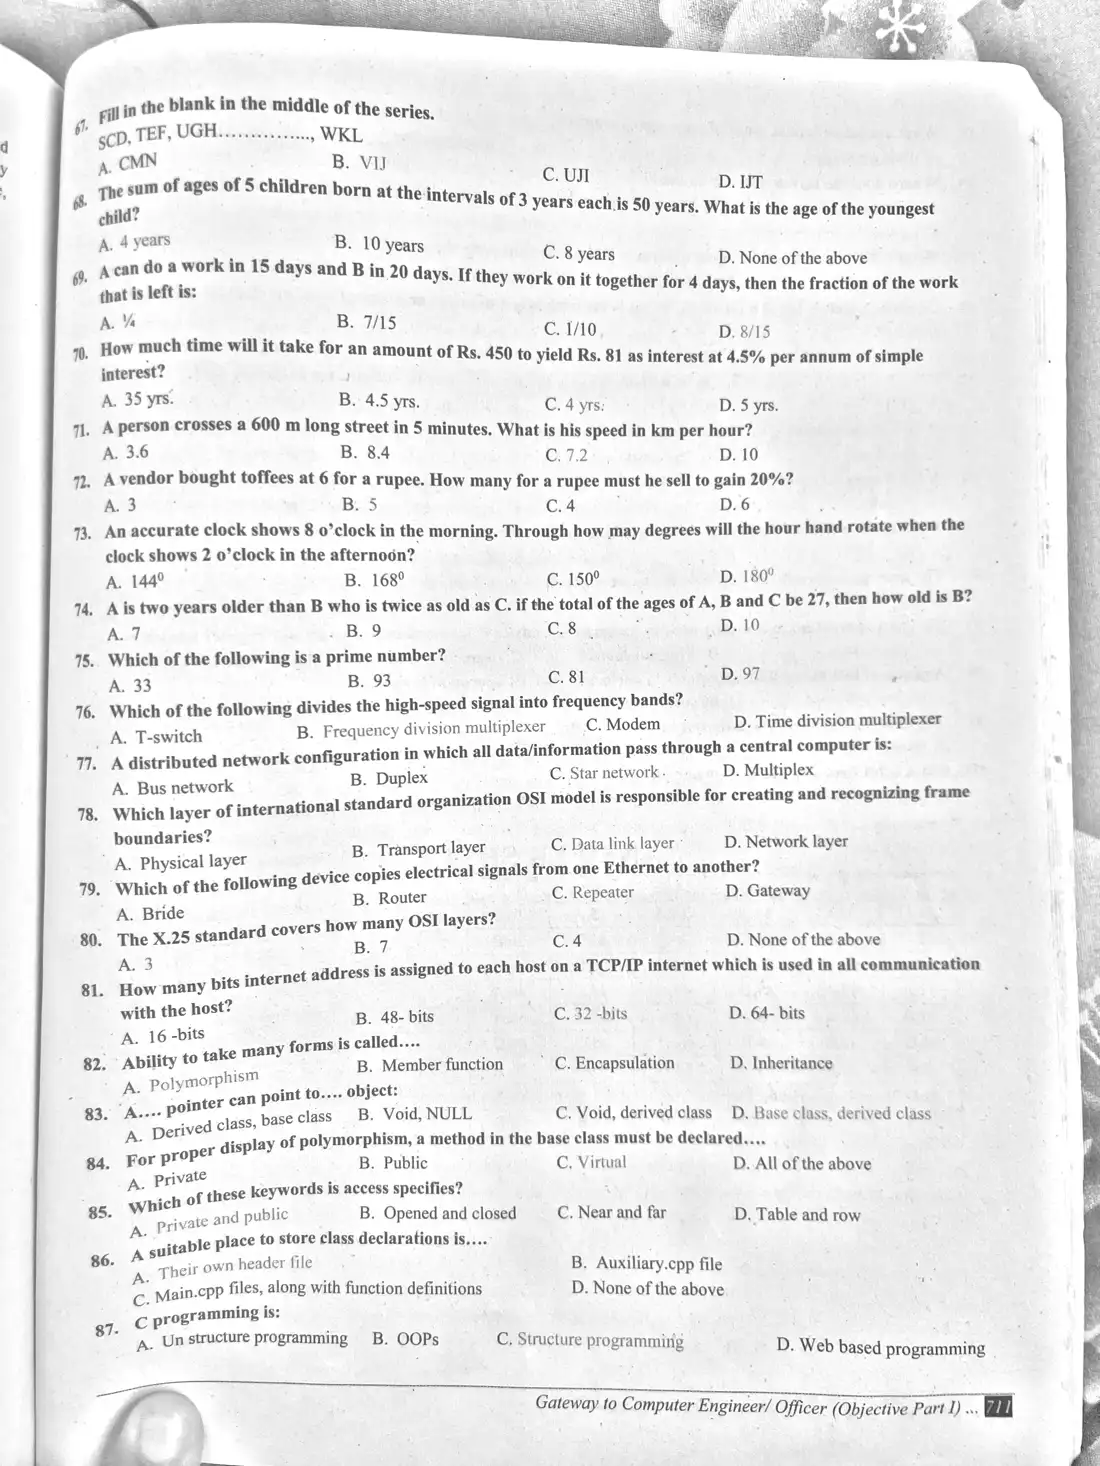 d
y
67. Fill in the blank in the middle of the series.
SCD, TEF, UGH..............., WKL
A. CMN B. VIJ C. UJI D. IJT
68. The sum of ages of 5 children born at the intervals of 3 years each is 50 years. What is the age of the youngest
child?
A. 4 years B. 10 years C. 8 years D. None of the above
69. A can do a work in 15 days and B in 20 days. If they work on it together for 4 days, then the fraction of the work
that is left is:
A. ¼ B. 7/15 C. 1/10 D. 8/15
70. How much time will it take for an amount of Rs. 450 to yield Rs. 81 as interest at 4.5% per annum of simple
interest?
A. 35 yrs. B. 4.5 yrs. C. 4 yrs. D. 5 yrs.
71. A person crosses a 600 m long street in 5 minutes. What is his speed in km per hour?
A. 3.6 B. 8.4 C. 7.2 D. 10
72. A vendor bought toffees at 6 for a rupee. How many for a rupee must he sell to gain 20%?
A. 3 B. 5 C. 4 D. 6
73. An accurate clock shows 8 o'clock in the morning. Through how may degrees will the hour hand rotate when the
clock shows 2 o'clock in the afternoon?
A. 144⁰ B. 168⁰ C. 150⁰ D. 180⁰
74. A is two years older than B who is twice as old as C. if the total of the ages of A, B and C be 27, then how old is B?
A. 7 B. 9 C. 8 D. 10
75. Which of the following is a prime number?
A. 33 B. 93 C. 81 D. 97
76. Which of the following divides the high-speed signal into frequency bands?
A. T-switch B. Frequency division multiplexer C. Modem D. Time division multiplexer
77. A distributed network configuration in which all data/information pass through a central computer is:
A. Bus network B. Duplex C. Star network D. Multiplex
78. Which layer of international standard organization OSI model is responsible for creating and recognizing frame
boundaries?
A. Physical layer B. Transport layer C. Data link layer D. Network layer
79. Which of the following device copies electrical signals from one Ethernet to another?
A. Bride B. Router C. Repeater D. Gateway
80. The X.25 standard covers how many OSI layers?
A. 3 B. 7 C. 4 D. None of the above
81. How many bits internet address is assigned to each host on a TCP/IP internet which is used in all communication
with the host?
A. 16 -bits B. 48- bits C. 32 -bits D. 64- bits
82. Ability to take many forms is called....
A. Polymorphism B. Member function C. Encapsulation D. Inheritance
83. A.... pointer can point to.... object:
A. Derived class, base class B. Void, NULL C. Void, derived class D. Base class, derived class
84. For proper display of polymorphism, a method in the base class must be declared....
A. Private B. Public C. Virtual D. All of the above
85. Which of these keywords is access specifies?
A. Private and public B. Opened and closed C. Near and far D. Table and row
86. A suitable place to store class declarations is....
A. Their own header file B. Auxiliary.cpp file
C. Main.cpp files, along with function definitions D. None of the above
87. C programming is:
A. Un structure programming B. OOPs C. Structure programming D. Web based programming
Gateway to Computer Engineer/ Officer (Objective Part I) ... 711